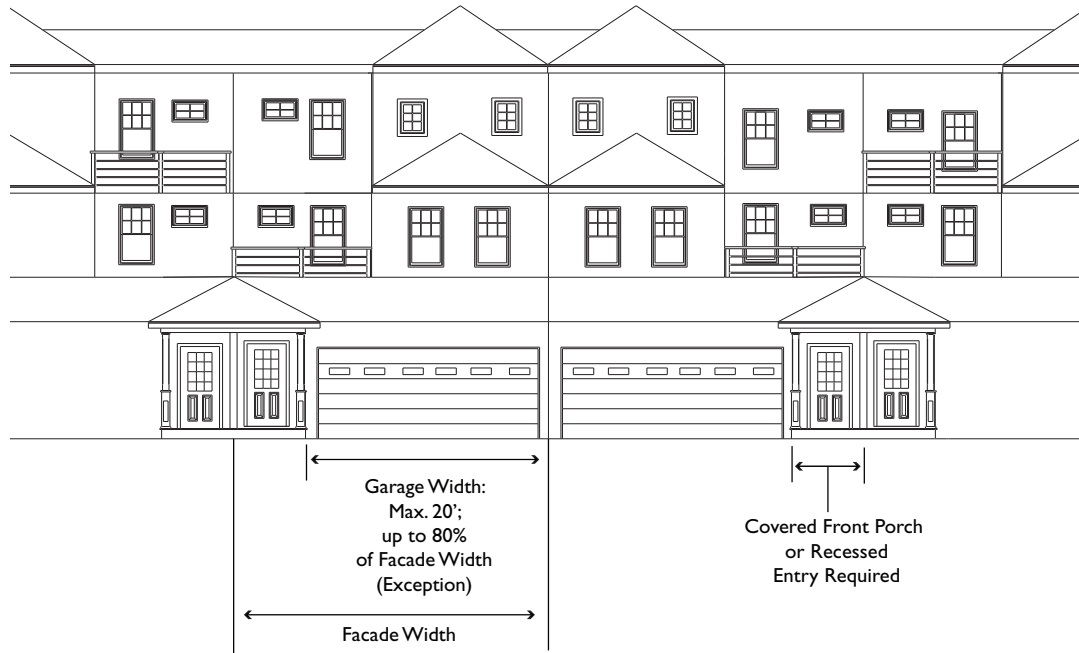 Garage Width:
Max. 20’;
up to 80%
of Facade Width
(Exception)
Facade Width
Covered Front Porch
or Recessed
Entry Required